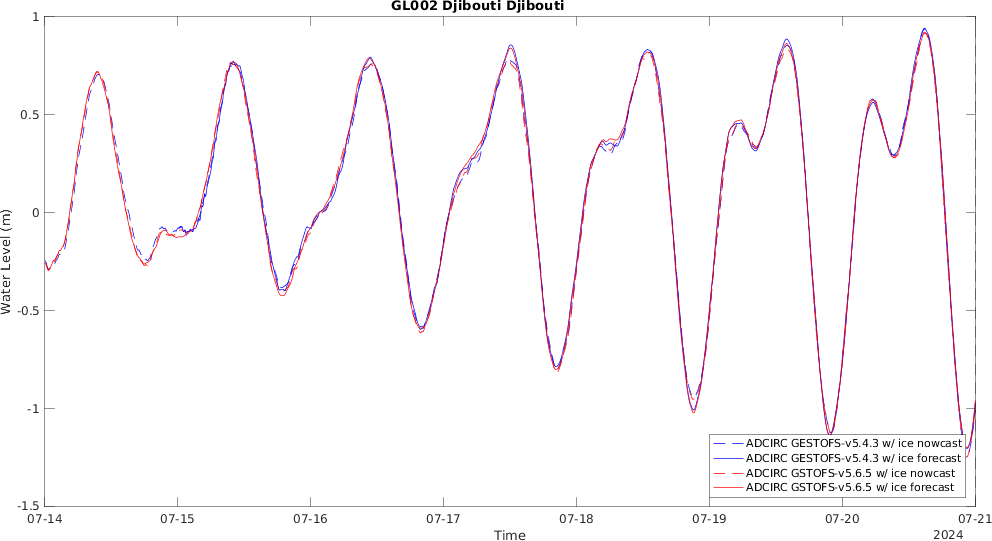 GL002 Djibouti Djibouti
1
0.5
0
-0.5
-1
-1.5
Water Level (m)
ADCIRC GESTOFS-v5.4.3 w/ ice nowcast
ADCIRC GESTOFS-v5.4.3 w/ ice forecast
ADCIRC GSTOFS-v5.6.5 w/ ice nowcast
ADCIRC GSTOFS-v5.6.5 w/ ice forecast
07-14 07-15 07-16 07-17 07-18 07-19 07-20 07-21
Time
2024